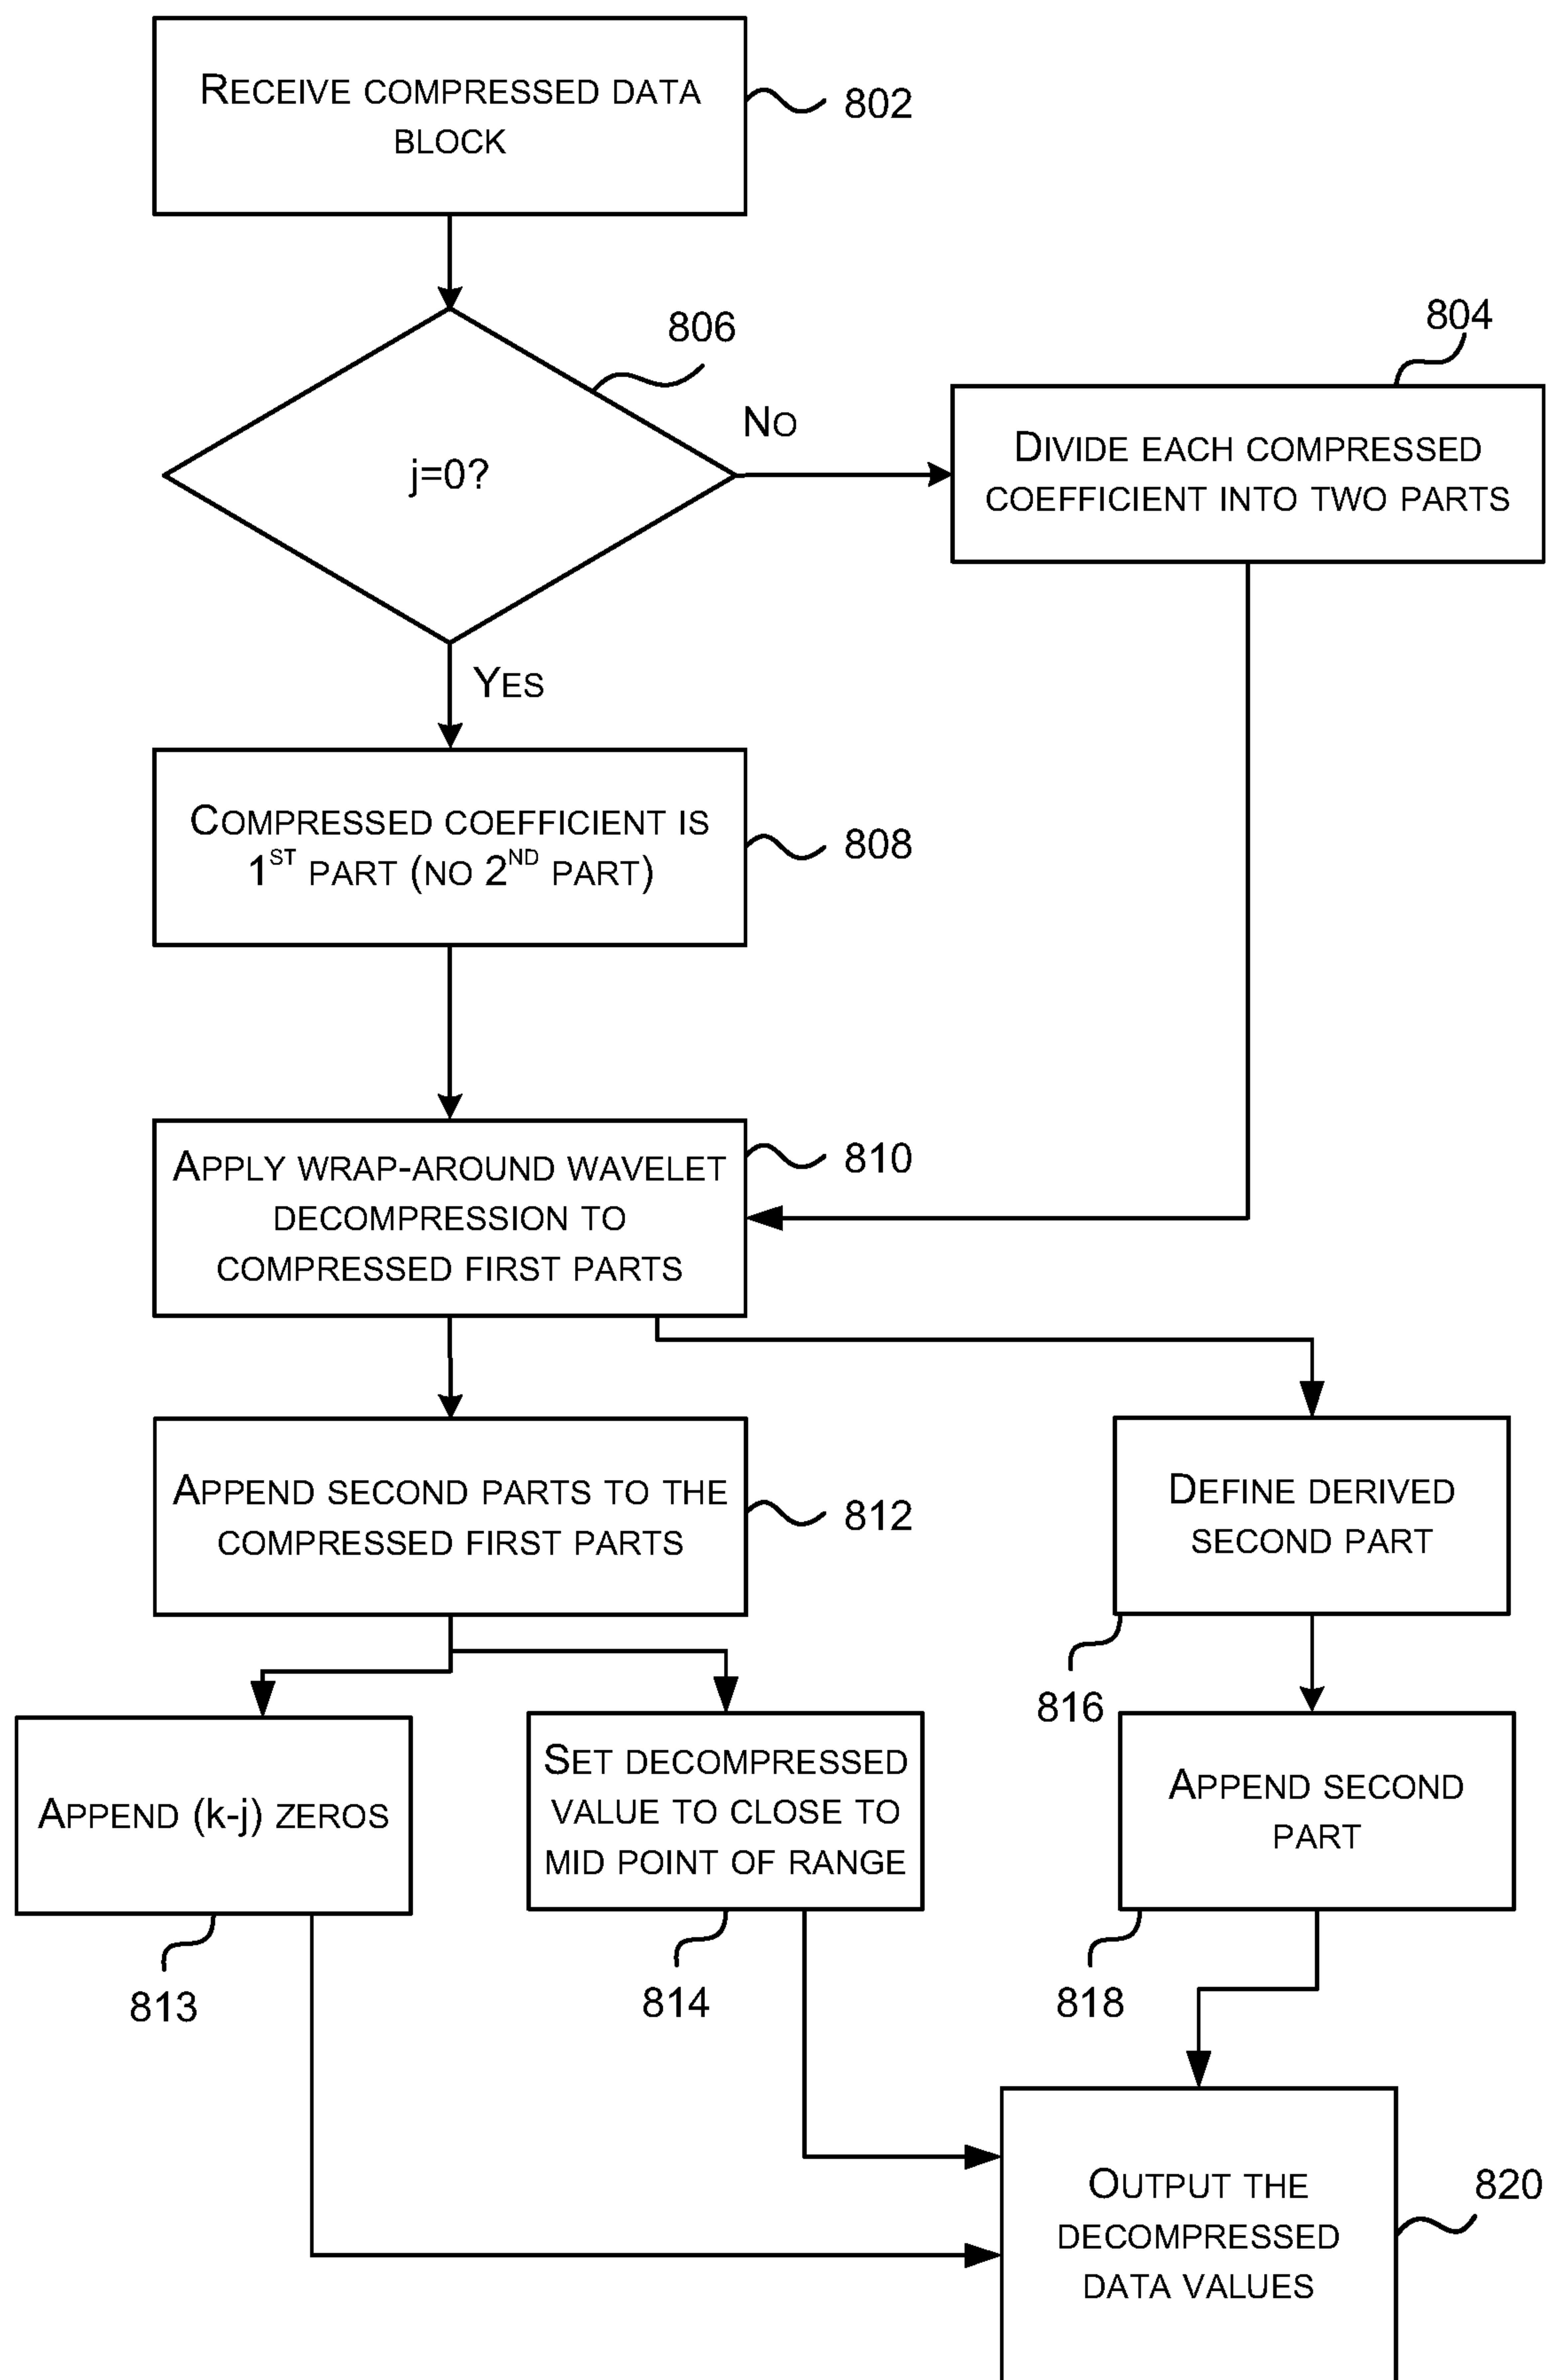 RECEIVE COMPRESSED DATA
BLOCK
802
806
804
j=0?
NO
DIVIDE EACH COMPRESSED
COEFFICIENT INTO TWO PARTS
YES
COMPRESSED COEFFICIENT IS
1ST PART (NO 2ND PART)
808
APPLY WRAP-AROUND WAVELET
DECOMPRESSION TO
COMPRESSED FIRST PARTS
810
APPEND SECOND PARTS TO THE
COMPRESSED FIRST PARTS
812
DEFINE DERIVED
SECOND PART
816
APPEND (k-j) ZEROS
813
SET DECOMPRESSED
VALUE TO CLOSE TO
MID POINT OF RANGE
814
APPEND SECOND
PART
818
OUTPUT THE
DECOMPRESSED
DATA VALUES
820